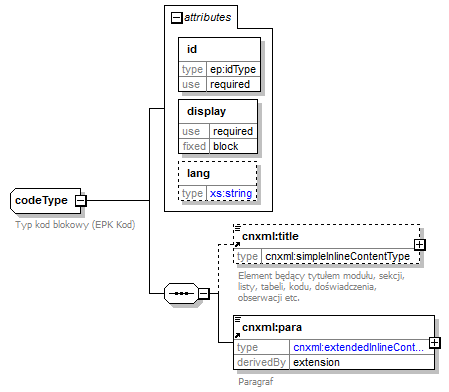 attributes
id
type ep:idType
use required
display
use required
fixed block
lang
type xs:string
codeType
Typ kod blokowy (EPK Kod)
cnxml:title
type cnxml:simpleInlineContentType
Element będący tytułem modułu, sekcji,
listy, tabeli, kodu, doświadczenia,
obserwacji etc.
cnxml:para
type cnxml:extendedInlineCont...
derivedBy extension
Paragraf